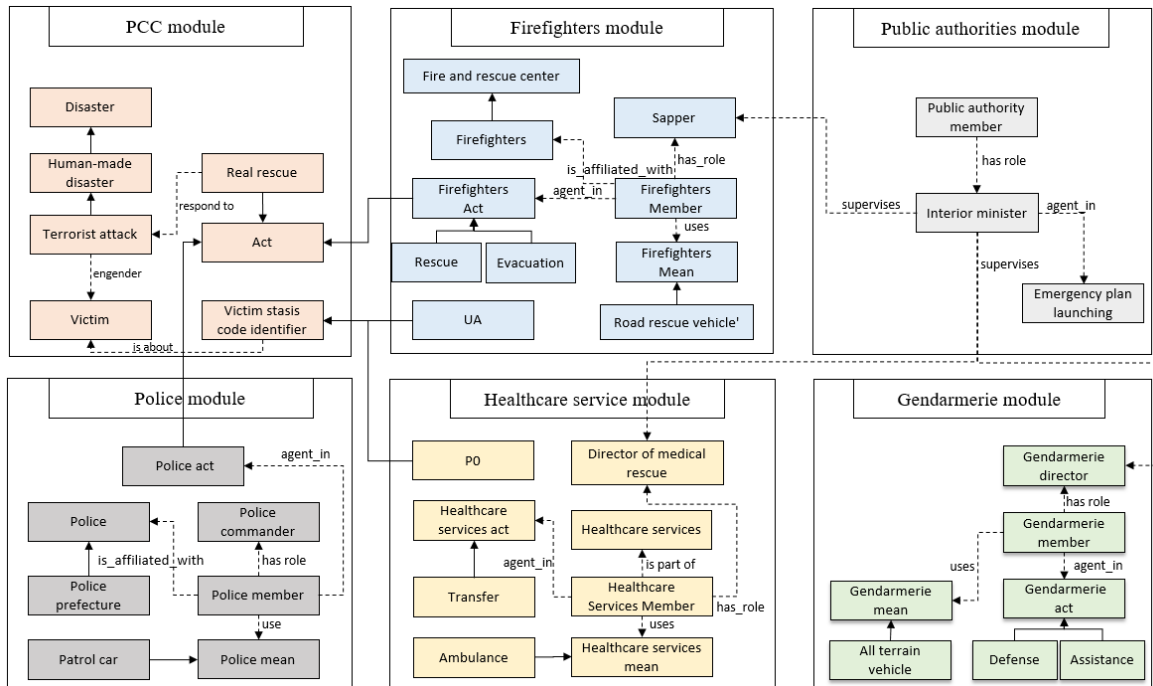 PCC module
Disaster
Human-made
disaster
Real rescue
respond to
Terrorist attack
Act
engender
Victim
Victim stasis
code identifier
is about
Firefighters module
Fire and rescue center
Firefighters
Sapper
is_affiliated_with
has_role
Firefighters
Act
agent_in
Firefighters
Member
uses
Rescue
Evacuation
Firefighters
Mean
UA
Road rescue vehicle'
Public authorities module
Public authority
member
has role
supervises
Interior minister
agent_in
supervises
Emergency plan
launching
Police module
agent_in
Police act
Police
Police
commander
is_affiliated_with
has role
Police
prefecture
Police member
use
Patrol car
Police mean
Healthcare service module
P0
Director of medical
rescue
Healthcare
services act
Healthcare services
agent_in
is part of
Transfer
Healthcare
Services Member
has_role
uses
Ambulance
Healthcare services
mean
Gendarmerie module
Gendarmerie
director
has role
Gendarmerie
member
uses
agent_in
Gendarmerie
mean
Gendarmerie
act
All terrain
vehicle
Defense
Assistance